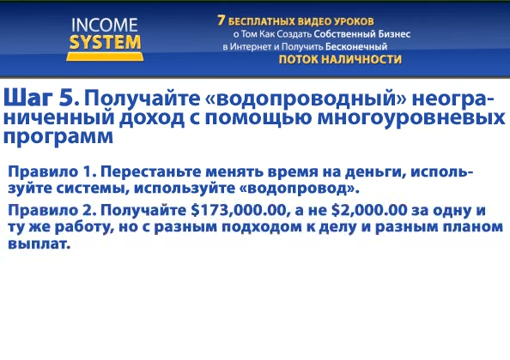 INCOME
SYSTEM
7 БЕСПЛАТНЫХ ВИДЕО УРОКОВ
о Том Как Создать Собственный Бизнес
в Интернет и Получить Бесконечный
ПОТОК НАЛИЧНОСТИ
Шаг 5. Получайте «водопроводный» неогра-
ниченный доход с помощью многоуровневых
программ
Правило 1. Перестаньте менять время на деньги, исполь-
зуйте системы, используйте «водопровод».
Правило 2. Получайте $173,000.00, а не $2,000.00 за одну и
ту же работу, но с разным подходом к делу и разным планом
выплат.